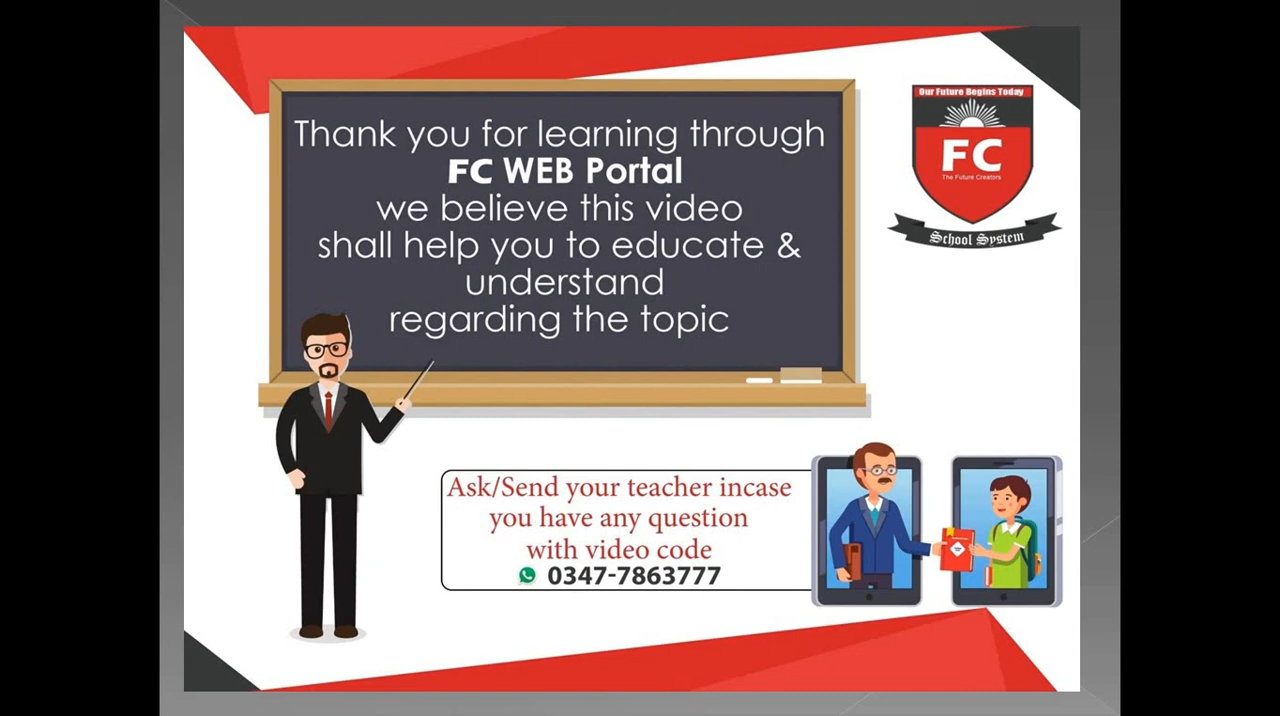 Thank you for learning through
FC WEB Portal
we believe this video
shall help you to educate &
understand
regarding the topic
Our Future Begins Today
FC
The Future Creators
School System
Ask/Send your teacher incase
you have any question
with video code
0347-7863777